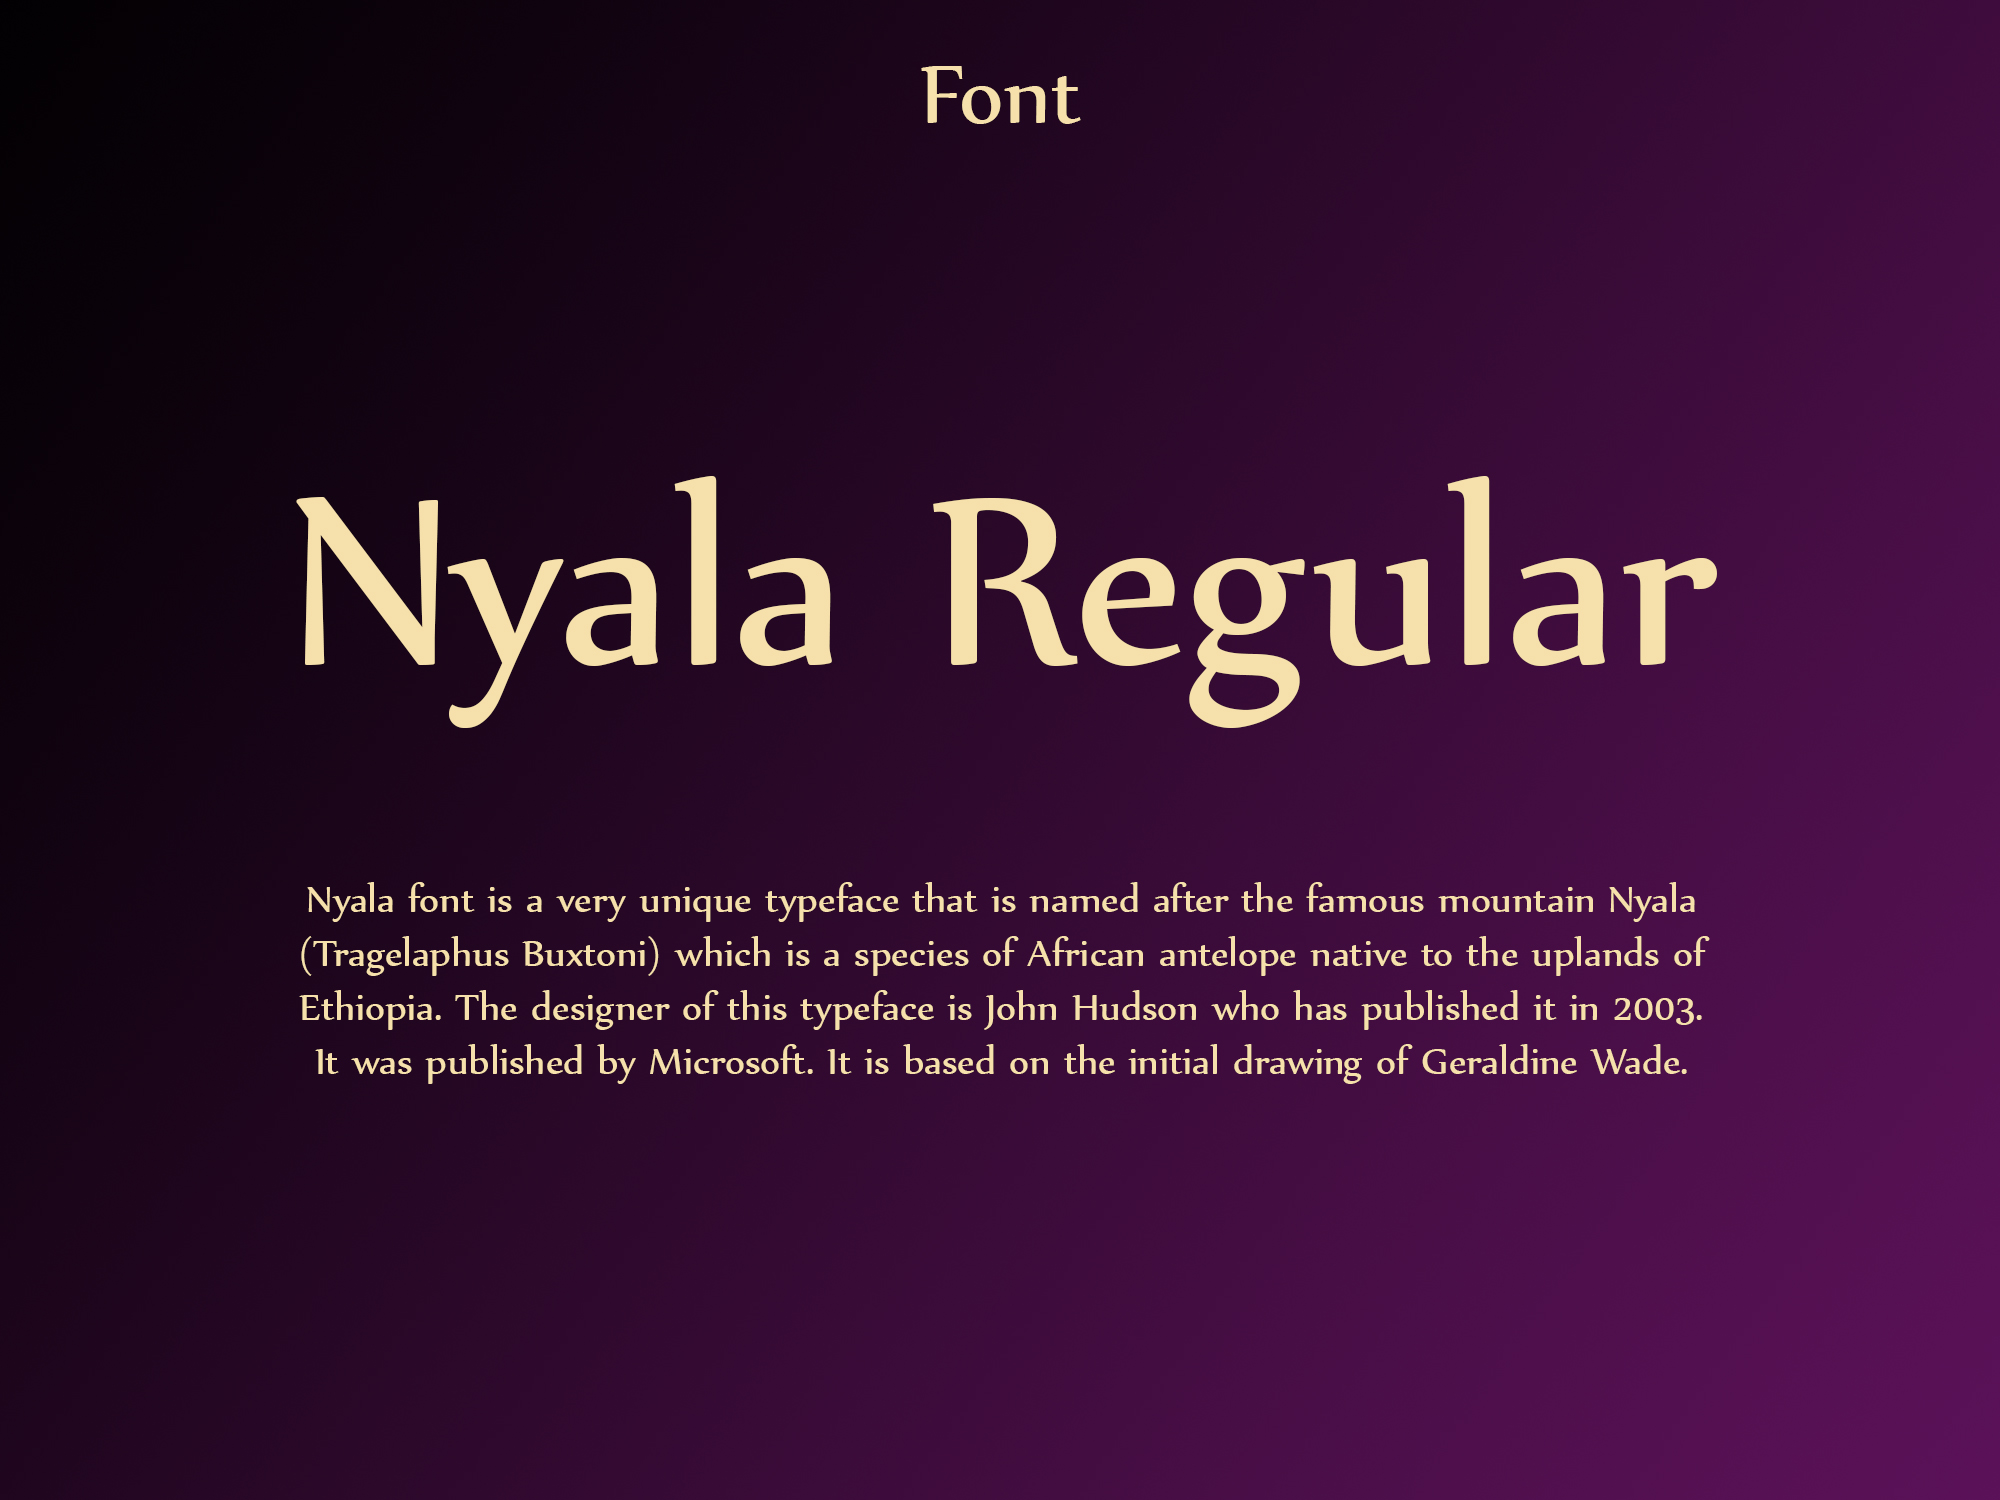 Font
Nyala Regular
Nyala font is a very unique typeface that is named after the famous mountain Nyala
(Tragelaphus Buxtoni) which is a species of African antelope native to the uplands of
Ethiopia. The designer of this typeface is John Hudson who has published it in 2003.
It was published by Microsoft. It is based on the initial drawing of Geraldine Wade.